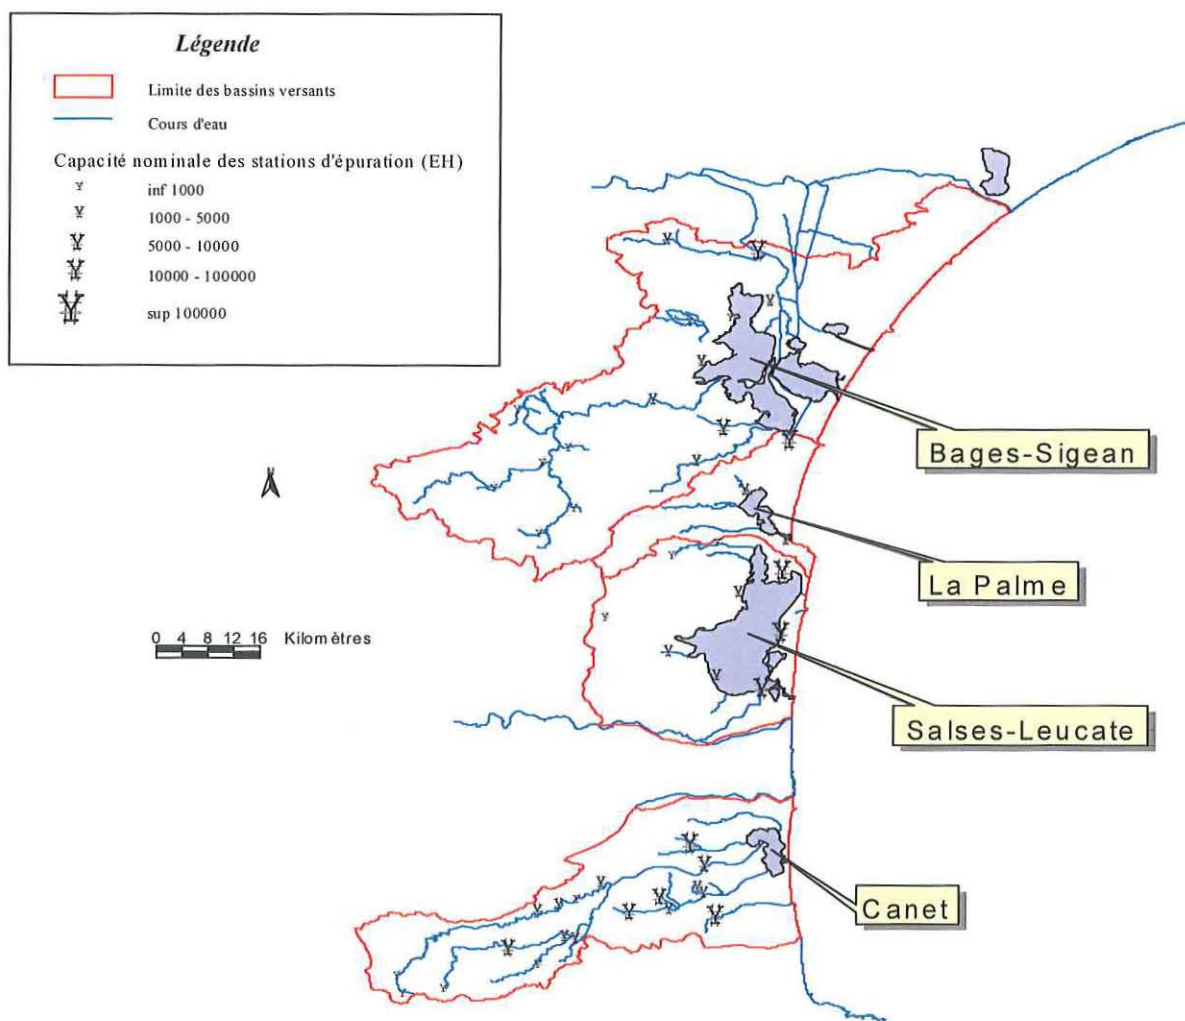 Légende
Limite des bassins versants
Cours d'eau
Capacité nominale des stations d'épuration (EH)
inf 1000
1000 - 5000
5000 - 10000
10000 - 100000
sup 100000
Bages-Sigean
La Palme
0 4 8 12 16 Kilomètres
Salses-Leucate
Canet